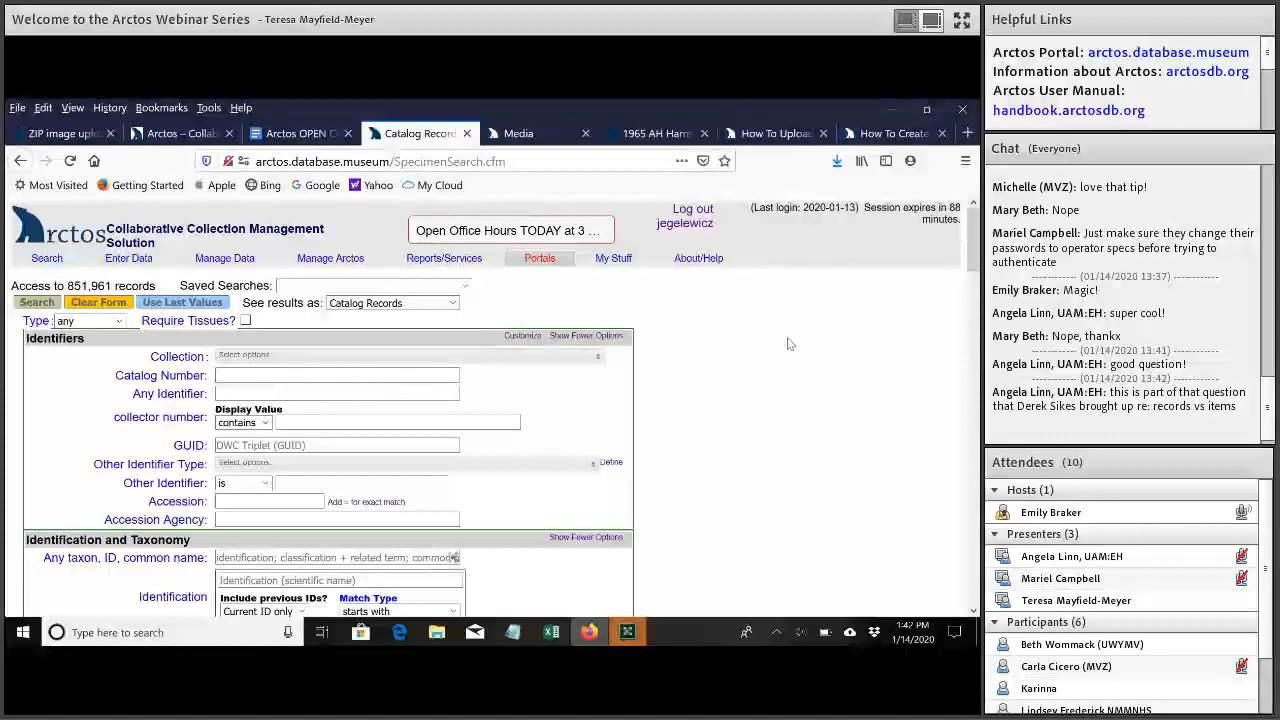 Welcome to the Arctos Webinar Series - Teresa Mayfield-Meyer
File Edit View History Bookmarks Tools Help
ZIP image uplo Arctos – Collab Arctos OPEN D Catalog Record Media 1965 AH Harri How To Upload How To Create
arctos.database.museum/SpecimenSearch.cfm
Most Visited Getting Started Apple Bing Google Yahoo My Cloud
Arctos Collaborative Collection Management
Solution
Open Office Hours TODAY at 3 ...
Log out
jegelewicz
(Last login: 2020-01-13) Session expires in 88
minutes.
Search Enter Data Manage Data Manage Arctos Reports/Services Portals My Stuff About/Help
Access to 851,961 records Saved Searches:
Search Clear Form Use Last Values See results as: Catalog Records
Type: any Require Tissues?
Identifiers Customize Show Fewer Options
Collection: Select options
Catalog Number:
Any Identifier:
Display Value
collector number: contains
GUID: DWC Triplet (GUID)
Other Identifier Type: Select options Define
Other Identifier: is
Accession: Add = for exact match
Accession Agency:
Identification and Taxonomy Show Fewer Options
Any taxon, ID, common name: identification; classification + related term; common
Identification (scientific name)
Identification
Include previous IDs? Match Type
Current ID only starts with
Type here to search
1:42 PM
1/14/2020
Helpful Links
Arctos Portal: arctos.database.museum
Information about Arctos: arctosdb.org
Arctos User Manual:
handbook.arctosdb.org
Chat (Everyone)
Michelle (MVZ): love that tip!
Mary Beth: Nope
Mariel Campbell: Just make sure they change their
passwords to operator specs before trying to
authenticate
------------ (01/14/2020 13:37) ------------
Emily Braker: Magic!
Angela Linn, UAM:EH: super cool!
Mary Beth: Nope, thankx
------------ (01/14/2020 13:41) ------------
Angela Linn, UAM:EH: good question!
------------ (01/14/2020 13:42) ------------
Angela Linn, UAM:EH: this is part of that question
that Derek Sikes brought up re: records vs items
Attendees (10)
Hosts (1)
Emily Braker
Presenters (3)
Angela Linn, UAM:EH
Mariel Campbell
Teresa Mayfield-Meyer
Participants (6)
Beth Wommack (UWYMV)
Carla Cicero (MVZ)
Karinna
Lindsey Frederick NMMNHS